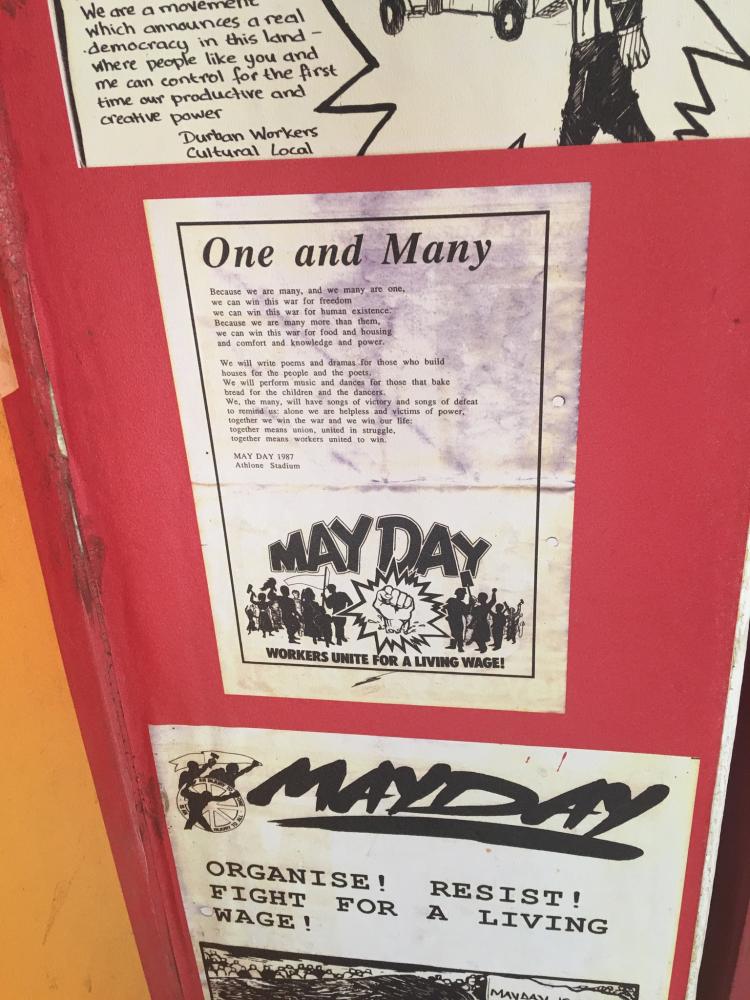 We are a movement
which announces a real
democracy in this land –
where people like you and
me can control for the first
time our productive and
creative power
Durban Workers
Cultural Local
One and Many
Because we are many, and we many are one,
we can win this war for freedom
we can win this war for human existence.
Because we are many more than them,
we can win this war for food and housing
and comfort and knowledge and power.
We will write poems and dramas for those who build
houses for the people and the poets.
We will perform music and dances for those that bake
bread for the children and the dancers.
We, the many, will have songs of victory and songs of defeat
to remind us: alone we are helpless and victims of power,
together we win the war and we win our life:
together means union, united in struggle,
together means workers united to win.
MAY DAY 1987
Athlone Stadium
MAY DAY
WORKERS UNITE FOR A LIVING WAGE!
MAYDAY
ORGANISE! RESIST!
FIGHT FOR A LIVING
WAGE!
MAYDAY